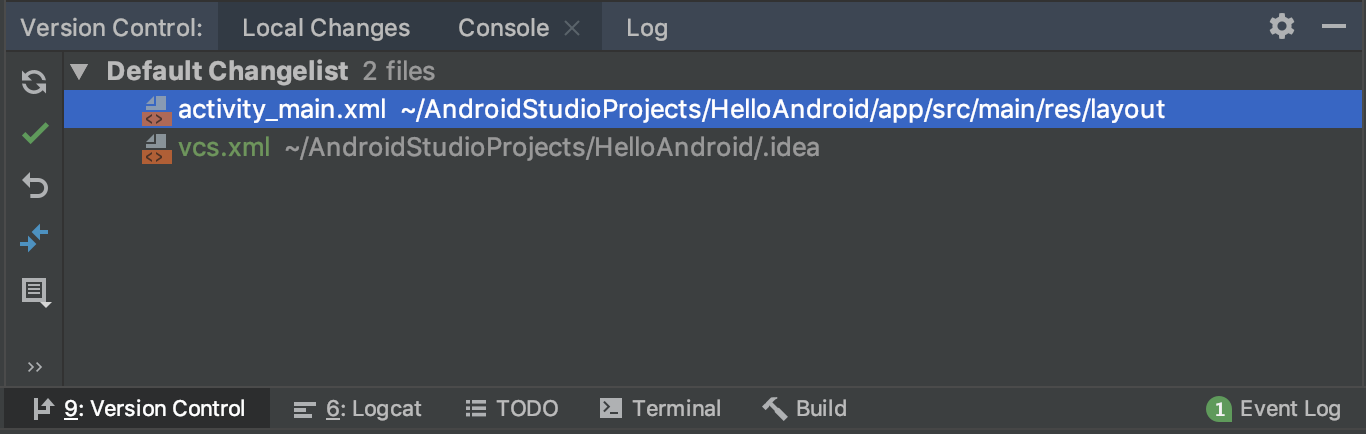 Version Control: Local Changes Console Log
Default Changelist 2 files
activity_main.xml ~/AndroidStudioProjects/HelloAndroid/app/src/main/res/layout
vcs.xml ~/AndroidStudioProjects/HelloAndroid/.idea
9: Version Control 6: Logcat TODO Terminal Build 1 Event Log